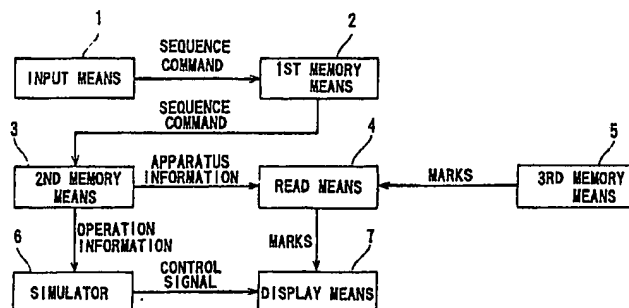 1
2
SEQUENCE
COMMAND
INPUT MEANS
1ST MEMORY
MEANS
SEQUENCE
COMMAND
3
4
5
2ND MEMORY
MEANS
APPARATUS
INFORMATION
READ MEANS
MARKS
3RD MEMORY
MEANS
OPERATION
INFORMATION
MARKS
6
7
SIMULATOR
CONTROL
SIGNAL
DISPLAY MEANS